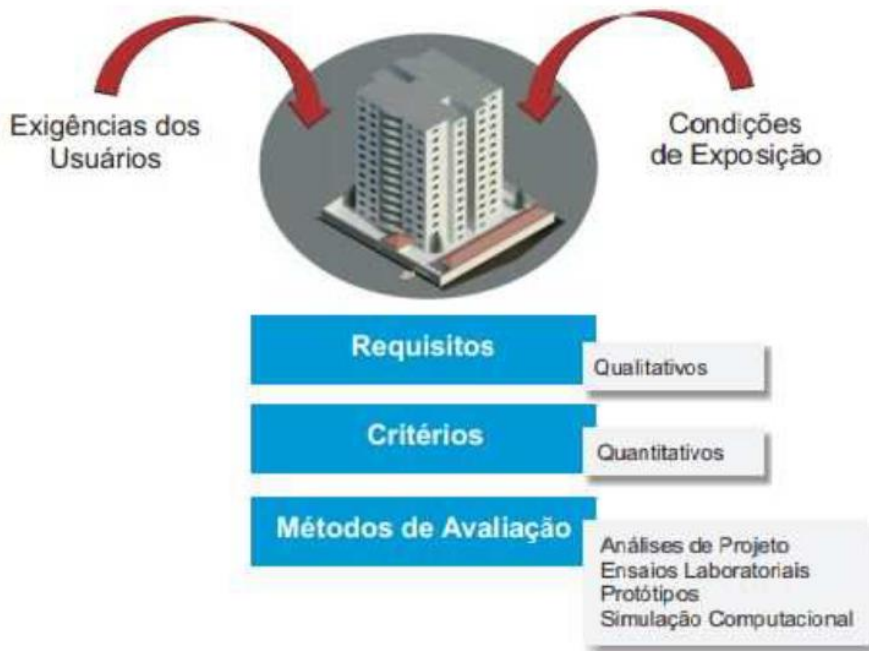 Exigências dos
Usuários
Condições
de Exposição
Requisitos
Qualitativos
Critérios
Quantitativos
Métodos de Avaliação
Análises de Projeto
Ensaios Laboratoriais
Protótipos
Simulação Computacional